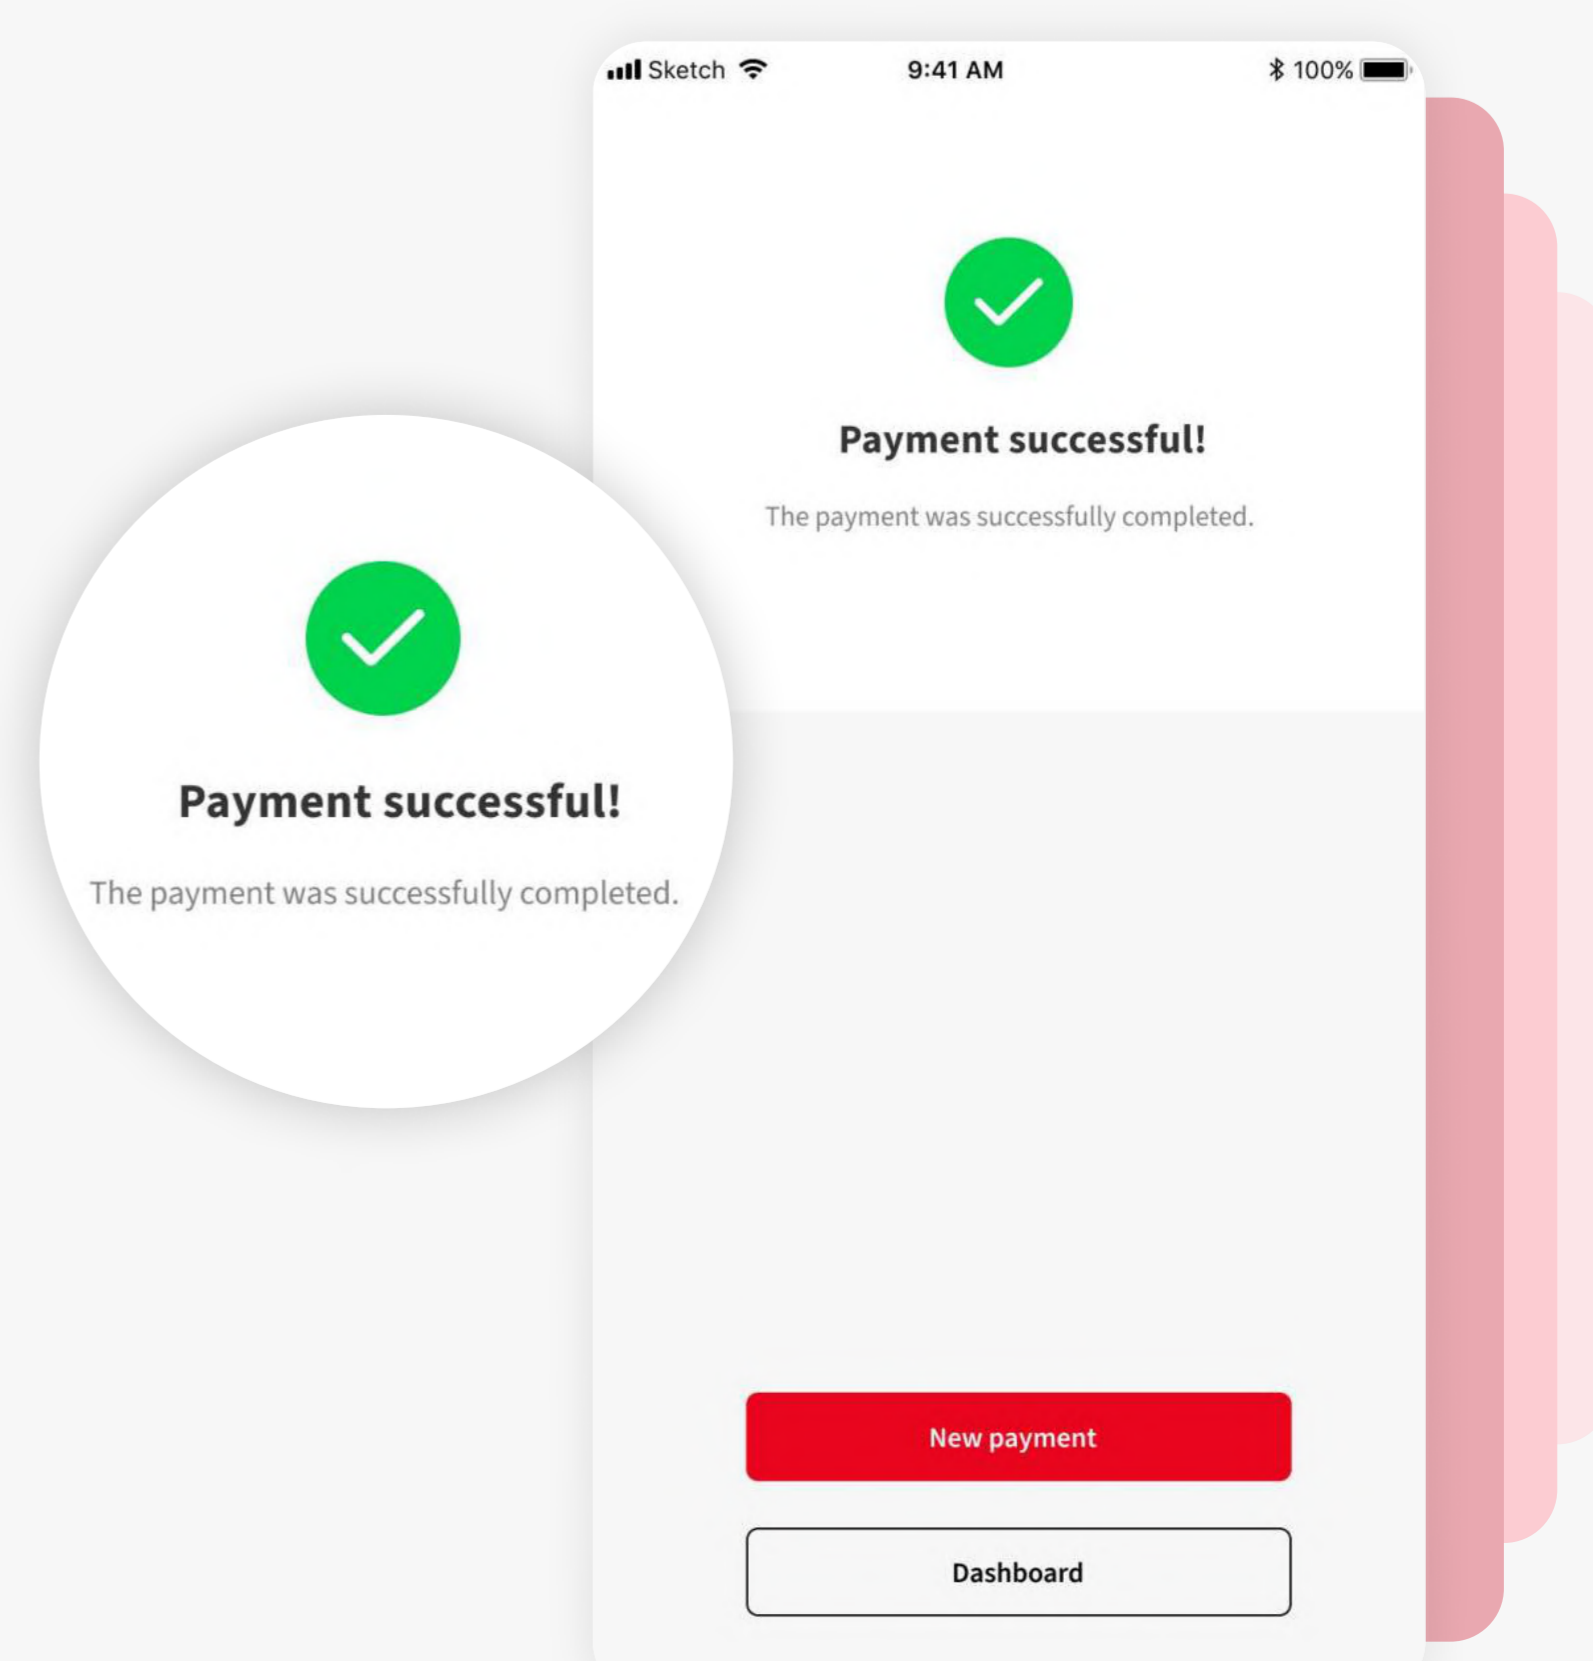 Sketch 9:41 AM 100%
Payment successful!
The payment was successfully completed.
Payment successful!
The payment was successfully completed.
New payment
Dashboard